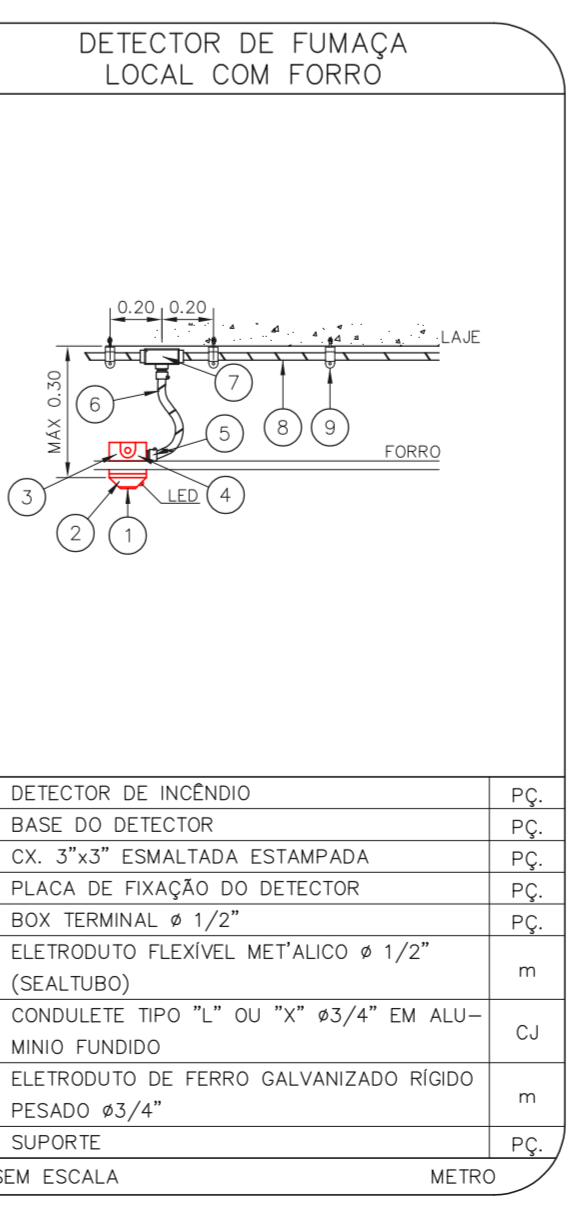 DETECTOR DE FUMAÇA
LOCAL COM FORRO
0.20 0.20
LAJE
MÁX 0.30
7
6
5
8
9
FORRO
3
LED
4
2
1
DETECTOR DE INCÊNDIO PÇ.
BASE DO DETECTOR PÇ.
CX. 3"x3" ESMALTADA ESTAMPADA PÇ.
PLACA DE FIXAÇÃO DO DETECTOR PÇ.
BOX TERMINAL ø 1/2" PÇ.
ELETRODUTO FLEXÍVEL MET'ALICO ø 1/2"
(SEALTUBO) m
CONDULETE TIPO "L" OU "X" ø3/4" EM ALU-
MINIO FUNDIDO CJ
ELETRODUTO DE FERRO GALVANIZADO RÍGIDO
PESADO ø3/4" m
SUPORTE PÇ.
SEM ESCALA METRO